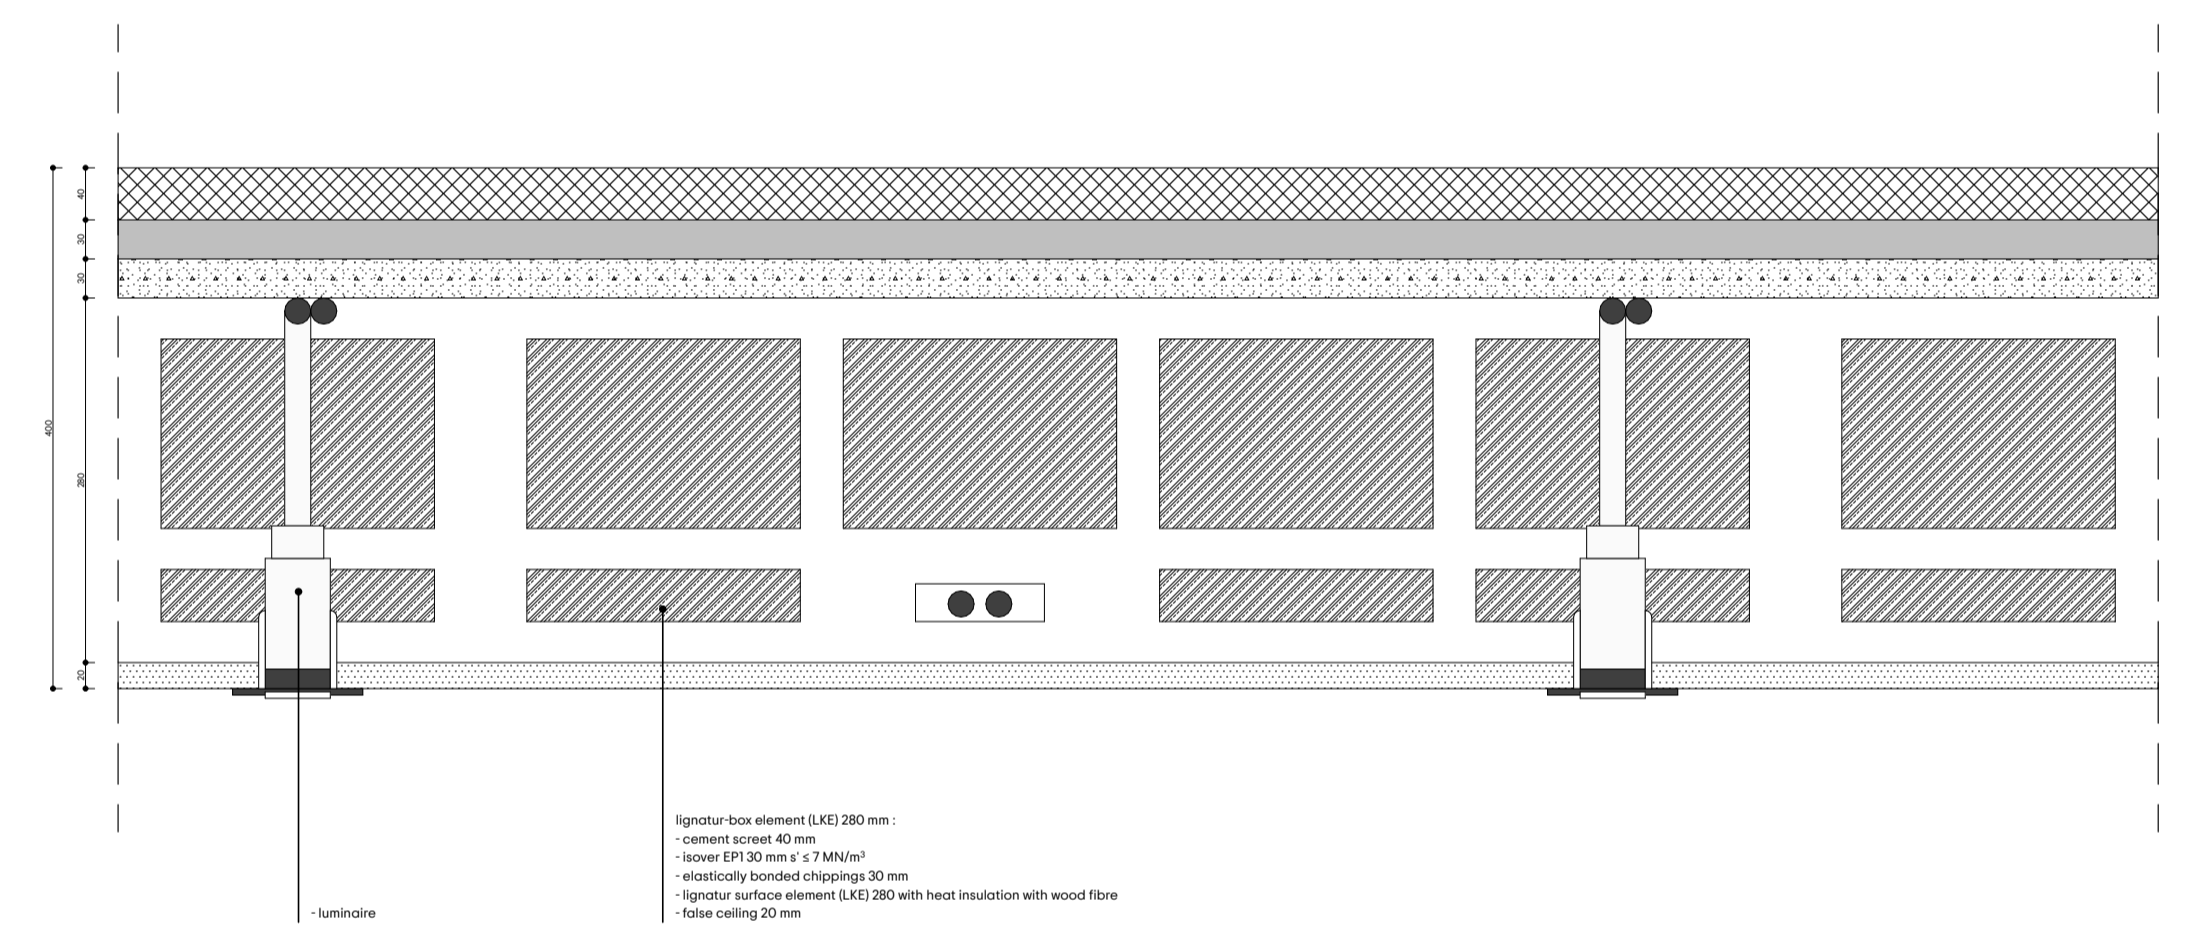 40
30
30
400
280
20
lignatur-box element (LKE) 280 mm :
- cement screet 40 mm
- isover EP1 30 mm s' ≤ 7 MN/m³
- elastically bonded chippings 30 mm
- lignatur surface element (LKE) 280 with heat insulation with wood fibre
- false ceiling 20 mm
- luminaire